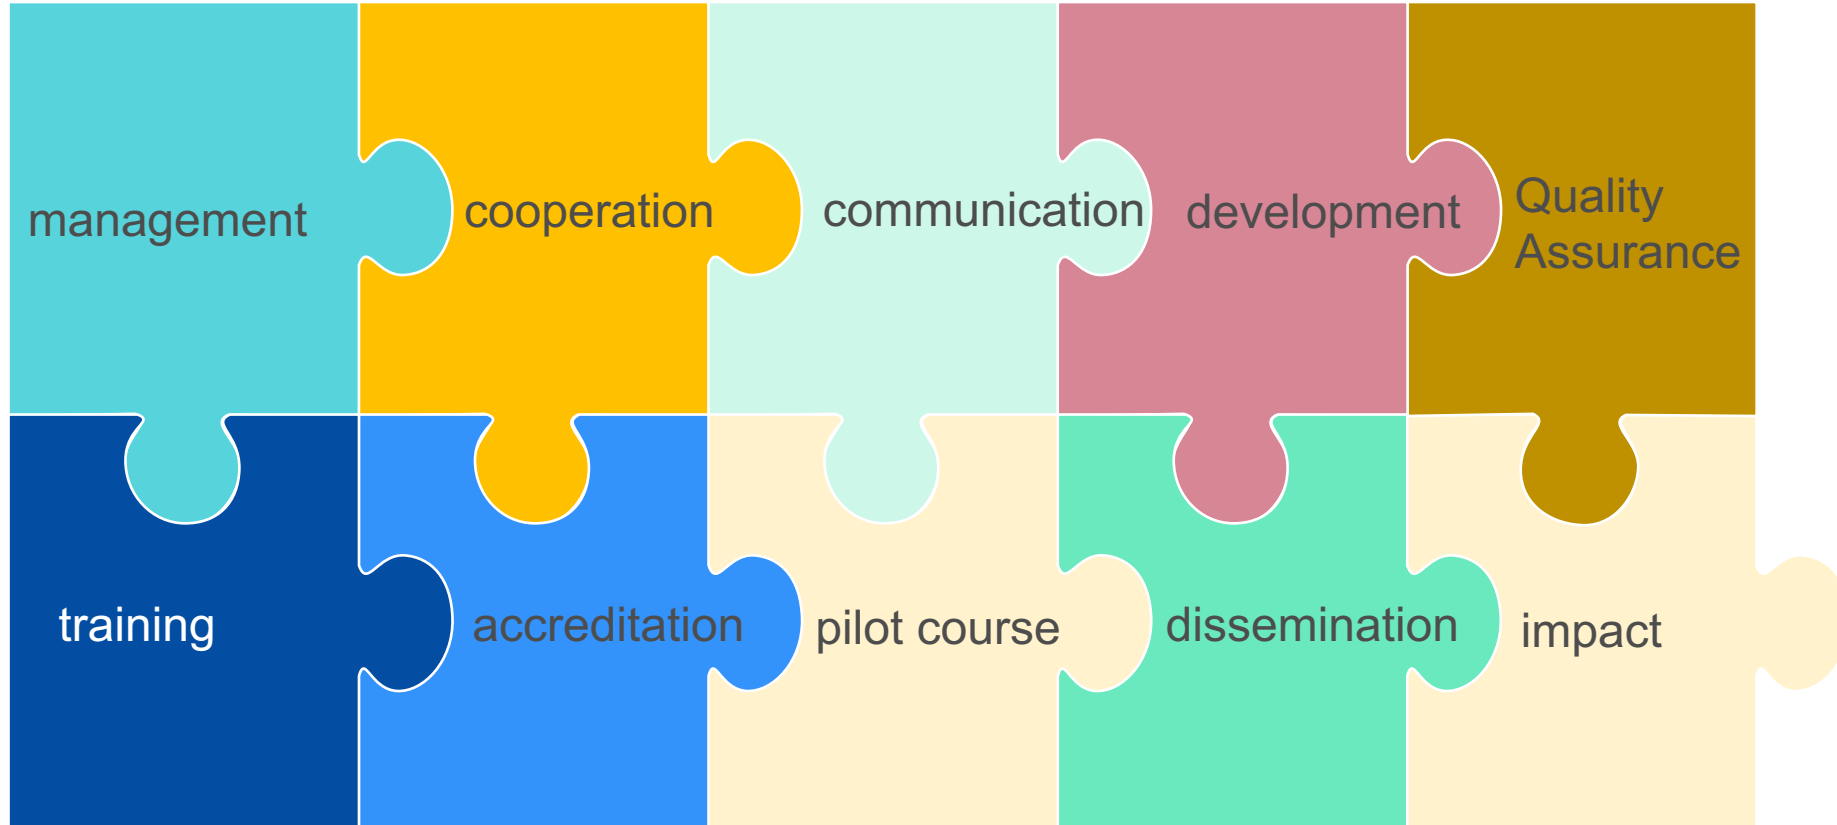 management
cooperation
communication
development
Quality
Assurance
training
accreditation
pilot course
dissemination
impact